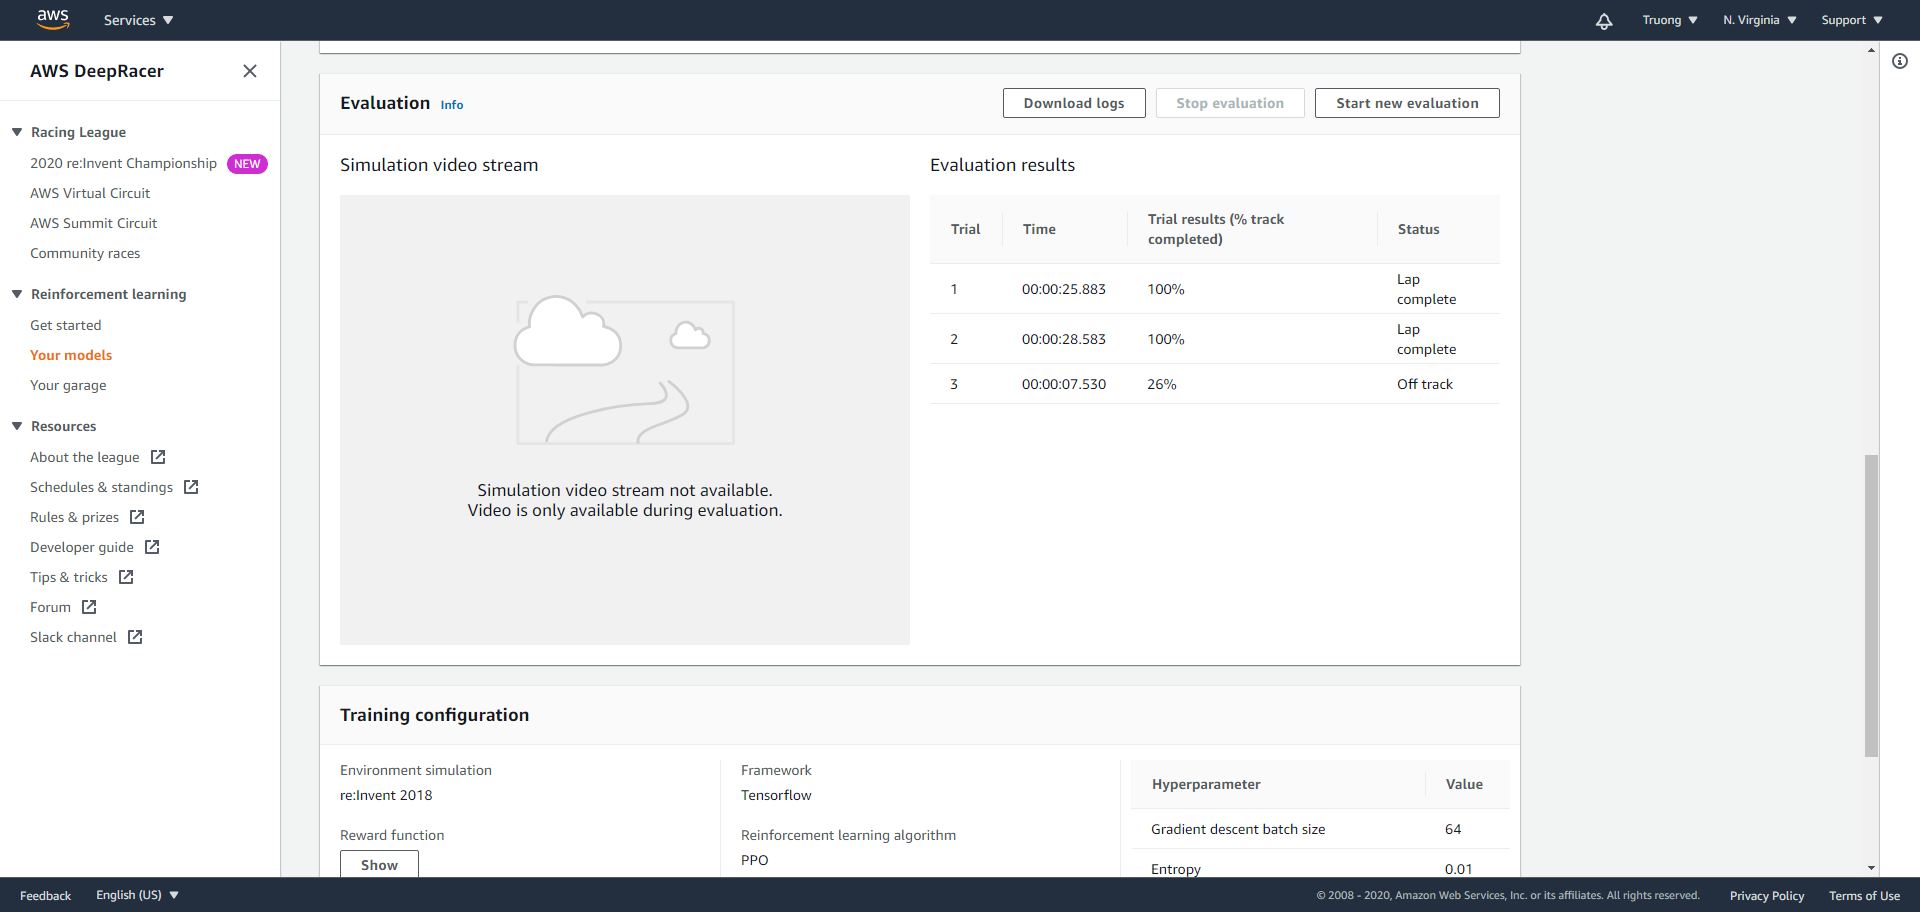 aws
Services
Truong
N. Virginia
Support
AWS DeepRacer
Racing League
2020 re:Invent Championship NEW
AWS Virtual Circuit
AWS Summit Circuit
Community races
Reinforcement learning
Get started
Your models
Your garage
Resources
About the league
Schedules & standings
Rules & prizes
Developer guide
Tips & tricks
Forum
Slack channel
Evaluation Info
Download logs
Stop evaluation
Start new evaluation
Simulation video stream
Simulation video stream not available.
Video is only available during evaluation.
Evaluation results
Trial Time Trial results (% track completed) Status
1 00:00:25.883 100% Lap complete
2 00:00:28.583 100% Lap complete
3 00:00:07.530 26% Off track
Training configuration
Environment simulation
re:Invent 2018
Reward function
Show
Framework
Tensorflow
Reinforcement learning algorithm
PPO
Hyperparameter Value
Gradient descent batch size 64
Entropy 0.01
Feedback
English (US)
© 2008 - 2020, Amazon Web Services, Inc. or its affiliates. All rights reserved.
Privacy Policy
Terms of Use